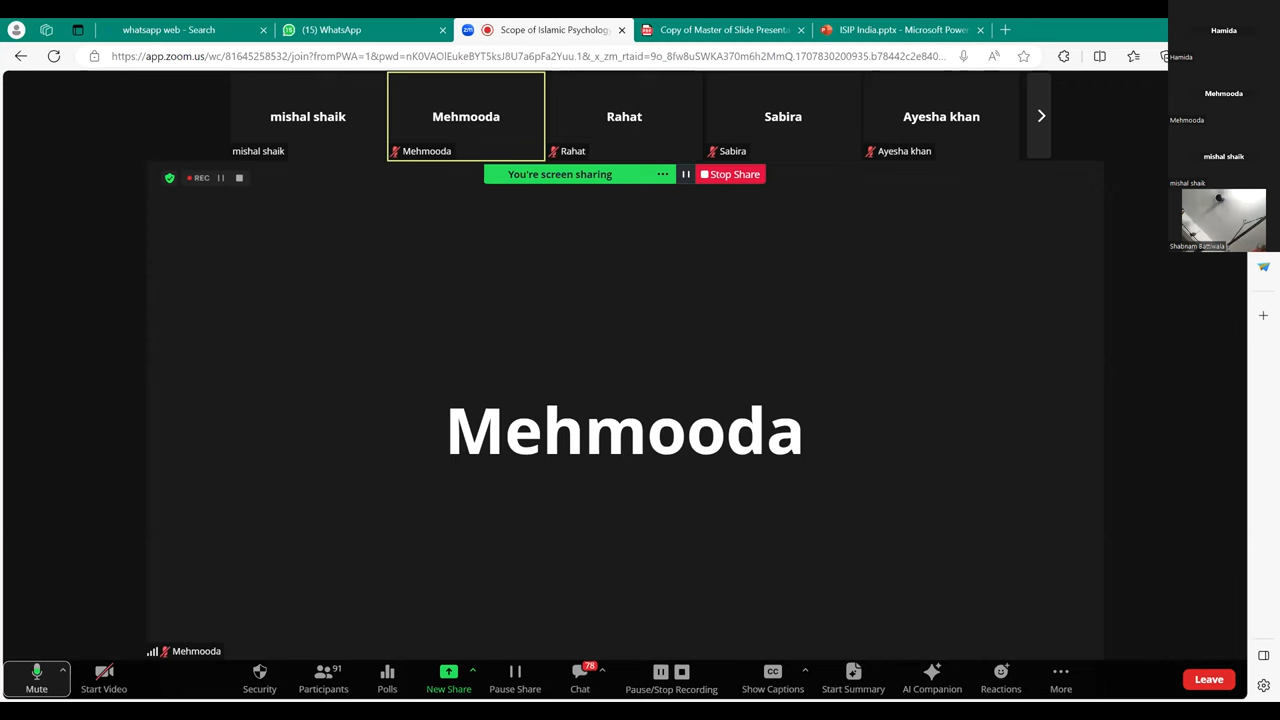 whatsapp web - Search
(15) WhatsApp
Scope of Islamic Psychology
Copy of Master of Slide Presenta
ISIP India.pptx - Microsoft Power
https://app.zoom.us/wc/81645258532/join?fromPWA=1&pwd=nK0VAOlEukeBYT5ksJ8U7a6pFa2Yuu.1&_x_zm_rtaid=9o_8fw8uSWKA370m6h2MmQ.1707830200935.b78442c2e840...
mishal shaik
Mehmooda
Rahat
Sabira
Ayesha khan
mishal shaik
Mehmooda
Rahat
Sabira
Ayesha khan
REC
You're screen sharing
Stop Share
Hamida
Hamida
Mehmooda
Mehmooda
mishal shaik
mishal shaik
Shabnam Battiwala
Mehmooda
Mehmooda
Mute
Start Video
Security
Participants
91
Polls
New Share
Pause Share
Chat
78
Pause/Stop Recording
Show Captions
Start Summary
AI Companion
Reactions
More
Leave